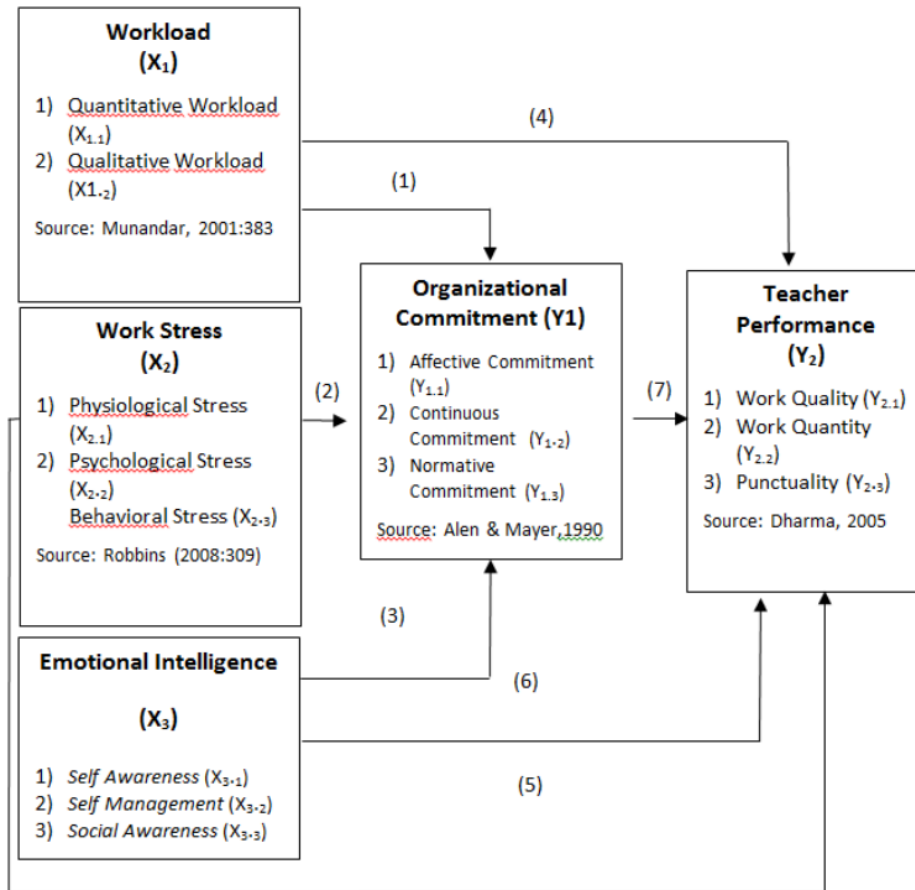 Workload
(X₁)
1) Quantitative Workload
(X₁.₁)
2) Qualitative Workload
(X1.₂)
Source: Munandar, 2001:383
(4)
(1)
Work Stress
(X₂)
1) Physiological Stress
(X₂.₁)
2) Psychological Stress
(X₂.₂)
Behavioral Stress (X₂.₃)
Source: Robbins (2008:309)
(2)
Organizational
Commitment (Y1)
1) Affective Commitment
(Y₁.₁)
2) Continuous
Commitment (Y₁.₂)
3) Normative
Commitment (Y₁.₃)
Source: Alen & Mayer,1990
(7)
Teacher
Performance
(Y₂)
1) Work Quality (Y₂.₁)
2) Work Quantity
(Y₂.₂)
3) Punctuality (Y₂.₃)
Source: Dharma, 2005
(3)
Emotional Intelligence
(X₃)
1) Self Awareness (X₃.₁)
2) Self Management (X₃.₂)
3) Social Awareness (X₃.₃)
(6)
(5)